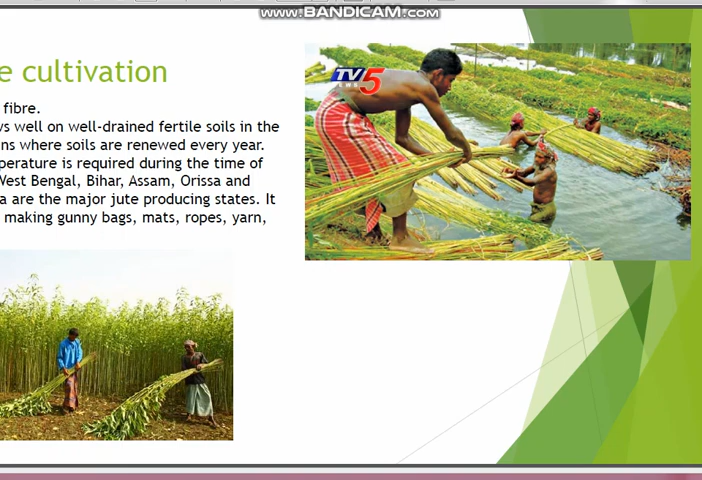 www.BANDICAM.com
e cultivation
fibre.
ws well on well-drained fertile soils in the
ns where soils are renewed every year.
perature is required during the time of
West Bengal, Bihar, Assam, Orissa and
a are the major jute producing states. It
making gunny bags, mats, ropes, yarn,
TV5
NEWS